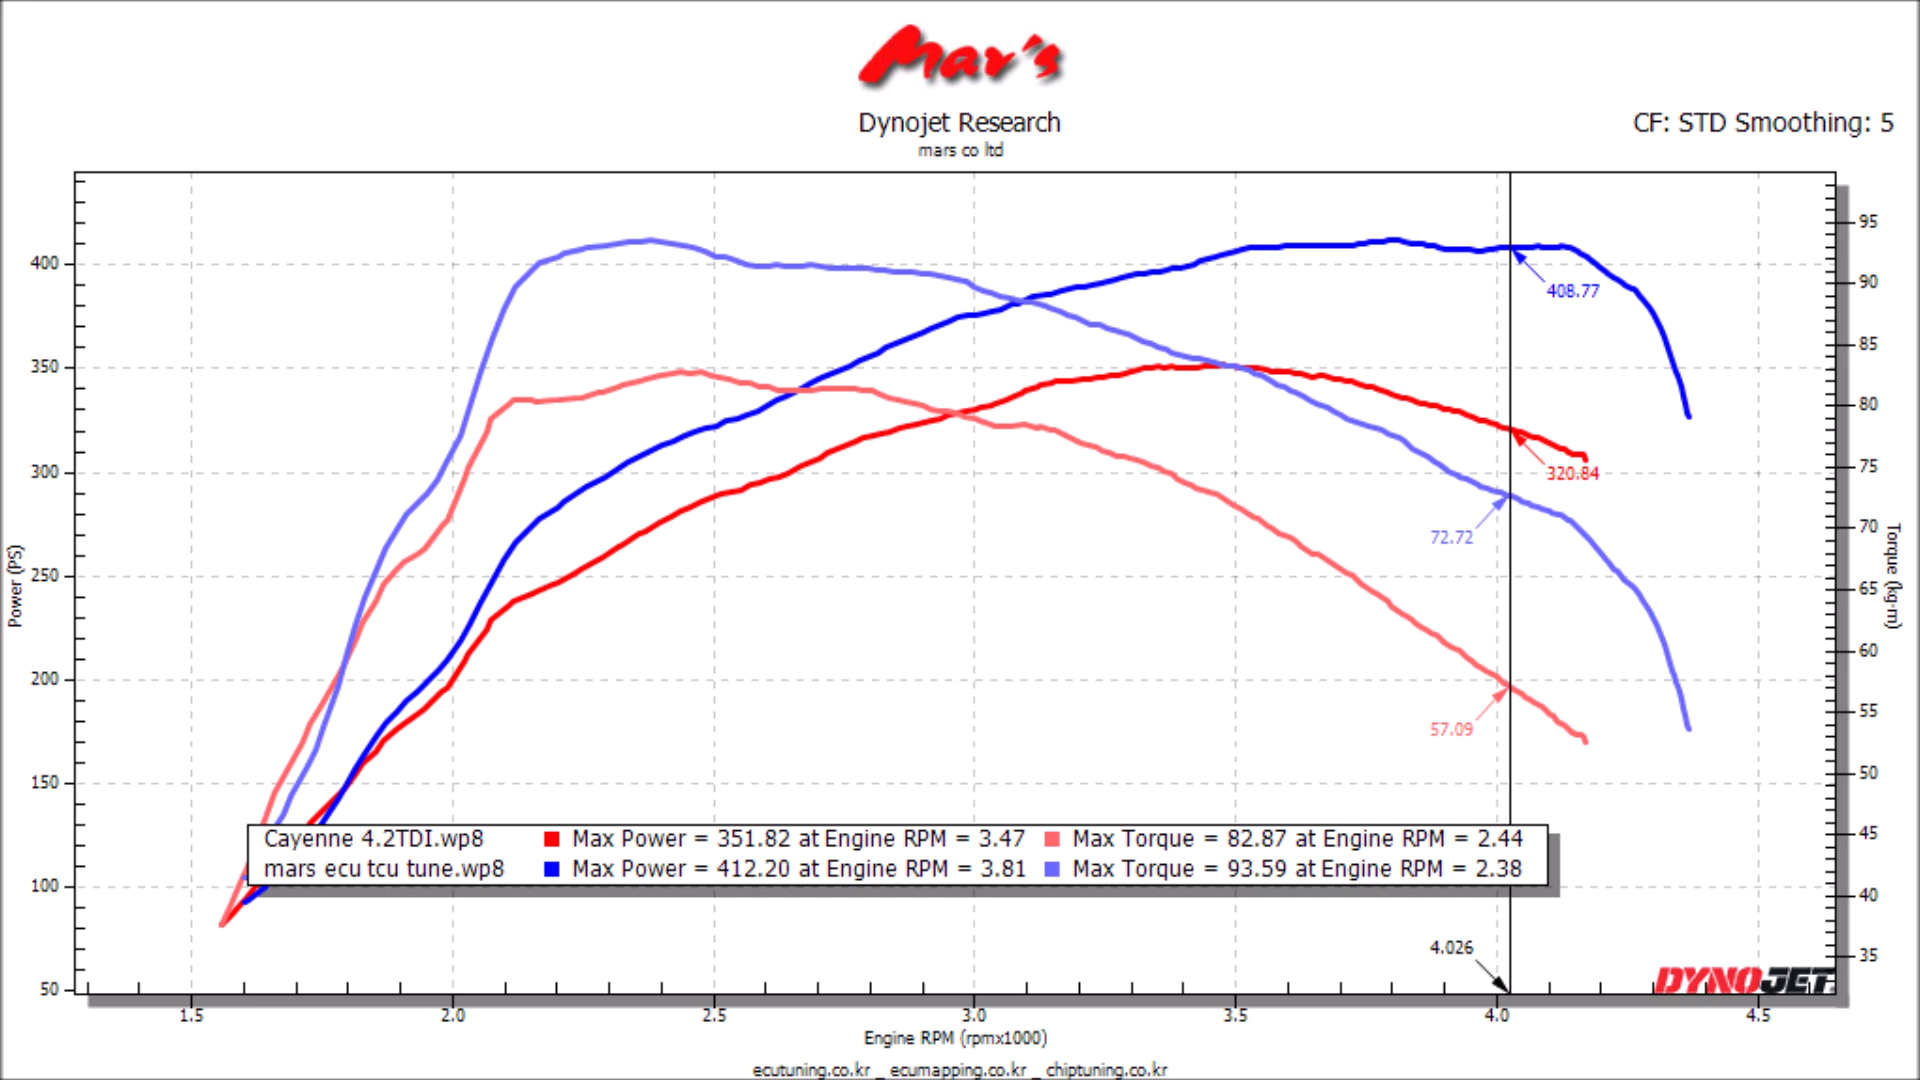 Mar's
Dynojet Research
mars co ltd
CF: STD Smoothing: 5
Power (PS)
400
350
300
250
200
150
100
50
95
90
85
80
75
70
65
60
55
50
45
40
35
Torque (kg-m)
408.77
320.84
72.72
57.09
Cayenne 4.2TDI.wp8 Max Power = 351.82 at Engine RPM = 3.47 Max Torque = 82.87 at Engine RPM = 2.44
mars ecu tcu tune.wp8 Max Power = 412.20 at Engine RPM = 3.81 Max Torque = 93.59 at Engine RPM = 2.38
4.026
DYNOJET
1.5 2.0 2.5 3.0 3.5 4.0 4.5
Engine RPM (rpmx1000)
ecutuning.co.kr _ ecumapping.co.kr _ chiptuning.co.kr